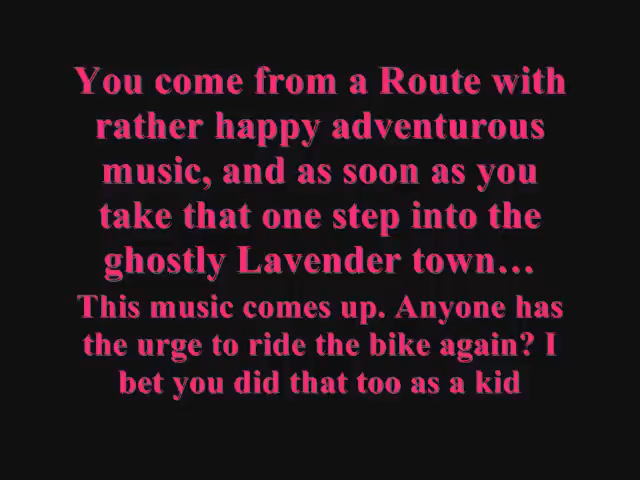 You come from a Route with
rather happy adventurous
music, and as soon as you
take that one step into the
ghostly Lavender town…
This music comes up. Anyone has
the urge to ride the bike again? I
bet you did that too as a kid